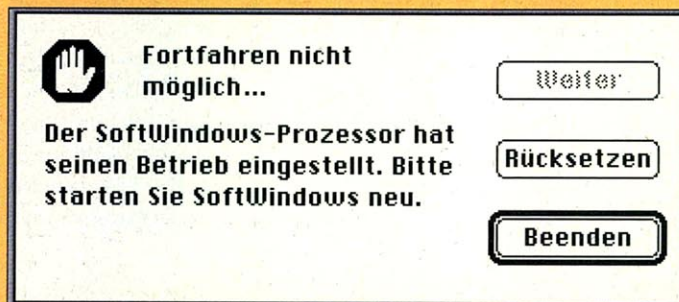 Fortfahren nicht
möglich...
Weiter
Der SoftWindows-Prozessor hat
seinen Betrieb eingestellt. Bitte
starten Sie SoftWindows neu.
Rücksetzen
Beenden